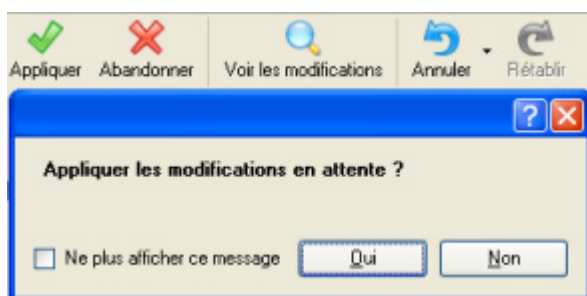 Appliquer Abandonner Voir les modifications Annuler Rétablir
Appliquer les modifications en attente ?
Ne plus afficher ce message Oui Non